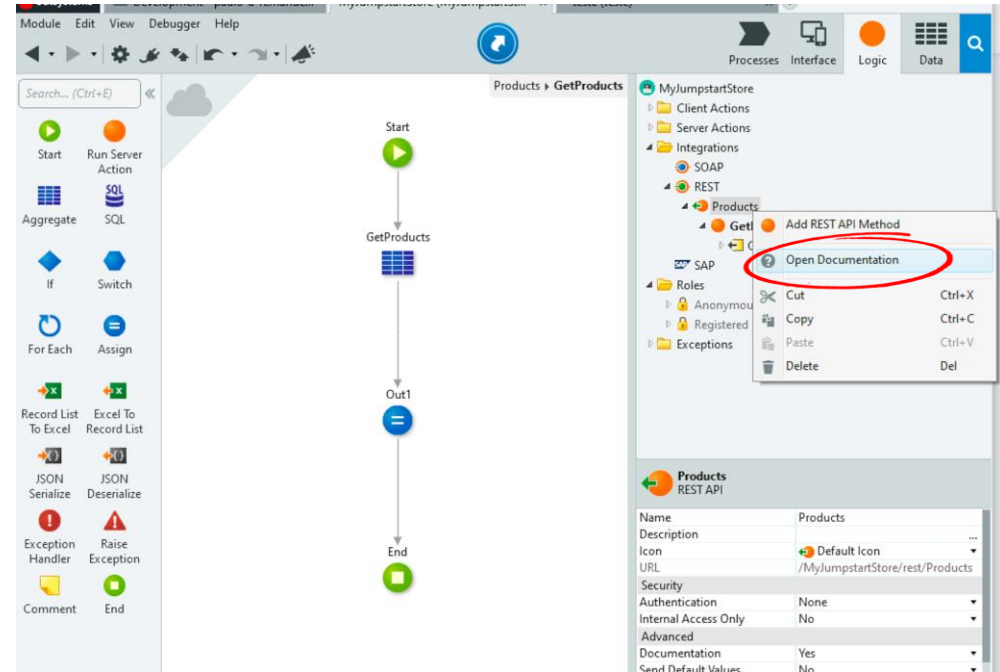 Module Edit View Debugger Help
Processes Interface Logic Data
Search... (Ctrl+E)
Start
Run Server
Action
Aggregate
SQL
SQL
If
Switch
For Each
Assign
Record List
To Excel
Excel To
Record List
JSON
Serialize
JSON
Deserialize
Exception
Handler
Raise
Exception
Comment
End
Products GetProducts
Start
GetProducts
Out1
End
MyJumpstartStore
Client Actions
Server Actions
Integrations
SOAP
REST
Products
SAP
Roles
Registered
Exceptions
Add REST API Method
Open Documentation
Cut Ctrl+X
Copy Ctrl+C
Paste Ctrl+V
Delete Del
Products
REST API
Name Products
Description ...
Icon Default Icon
URL /MyJumpstartStore/rest/Products
Security
Authentication None
Internal Access Only No
Advanced
Documentation Yes
Send Default Values No